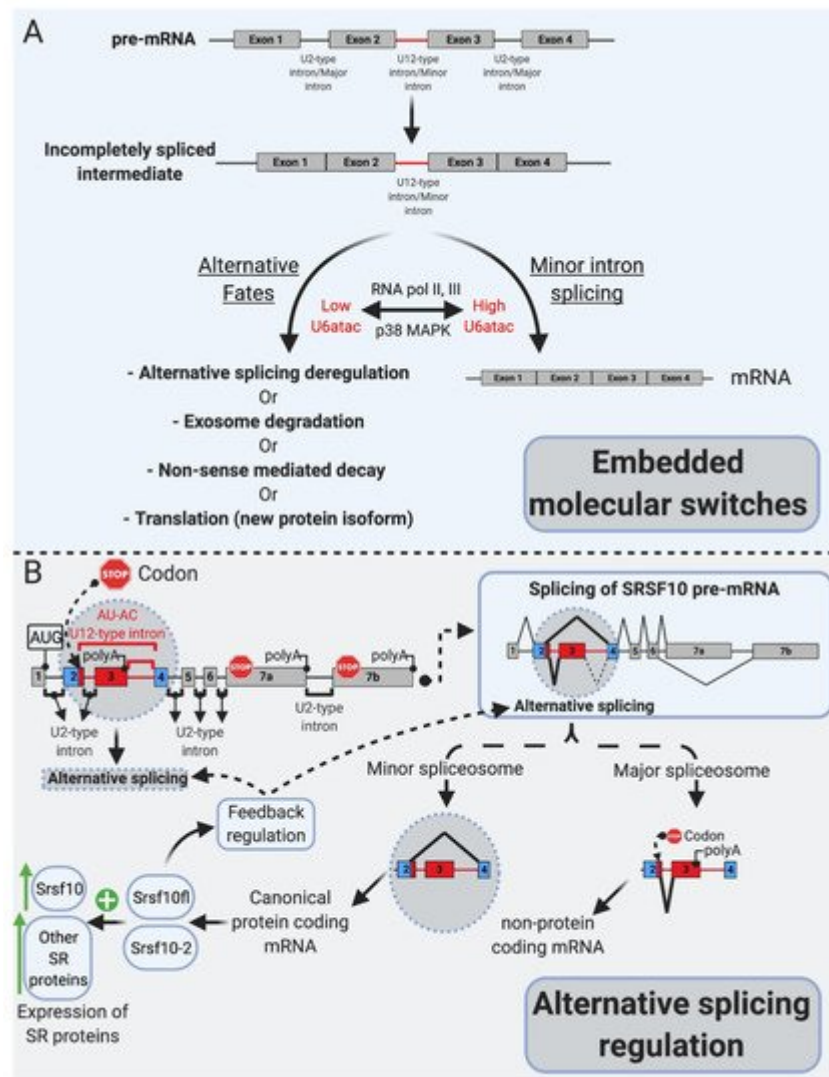 A
pre-mRNA
Exon 1
Exon 2
Exon 3
Exon 4
U2-type
intron/Major
intron
U12-type
intron/Minor
intron
U2-type
intron/Major
intron
Incompletely spliced
intermediate
Exon 1
Exon 2
Exon 3
Exon 4
U12-type
intron/Minor
intron
Alternative
Fates
RNA pol II, III
Low
U6atac
High
U6atac
p38 MAPK
Minor intron
splicing
- Alternative splicing deregulation
Or
- Exosome degradation
Or
- Non-sense mediated decay
Or
- Translation (new protein isoform)
Exon 1
Exon 2
Exon 3
Exon 4
mRNA
Embedded
molecular switches
B
STOP
Codon
AU-AC
U12-type intron
AUG
polyA
1
2
3
4
5
6
STOP
7a
polyA
STOP
7b
polyA
U2-type
intron
U2-type
intron
Alternative splicing
Splicing of SRSF10 pre-mRNA
1
2
3
4
5
6
7a
7b
Alternative splicing
Minor spliceosome
Major spliceosome
Feedback
regulation
2
3
4
STOP
Codon
polyA
2
3
4
Srsf10
Srsf10fl
Other
SR
proteins
Srsf10-2
Canonical
protein coding
mRNA
non-protein
coding mRNA
Expression of
SR proteins
Alternative splicing
regulation